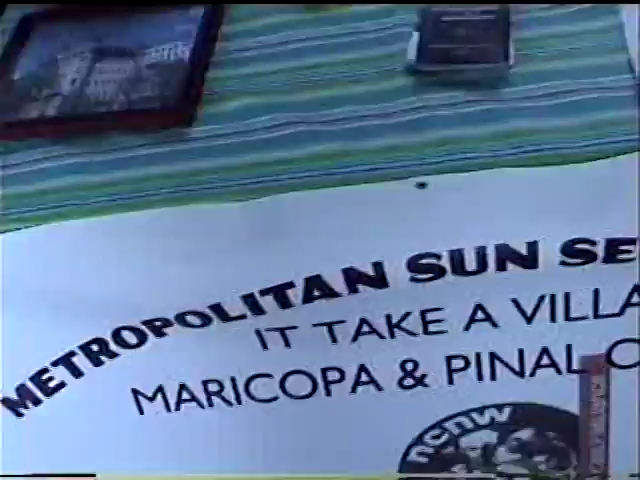 METROPOLITAN SUN SE
IT TAKE A VILLA
MARICOPA & PINAL C
ncnw